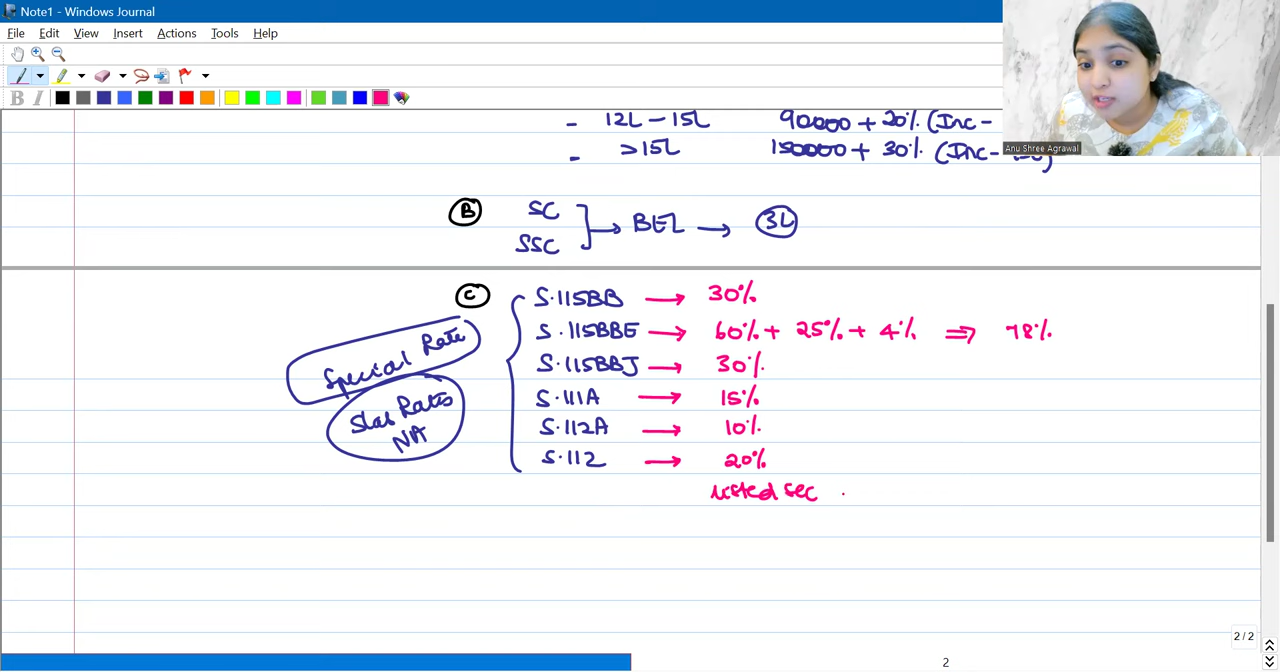 Note1 - Windows Journal
File Edit View Insert Actions Tools Help
B I
- 12L - 15L 90000 + 20% (Inc -
- >15L 150000 + 30% (Inc -
B SC
SSC → BEL → 3L
C S.115BB → 30%
S.115BBE → 60% + 25% + 4% ⇒ 78%
S.115BBJ → 30%
S.111A → 15%
S.112A → 10%
S.112 → 20%
listed sec
Special Rate
Slab Rates
NA
Anu Shree Agrawal
2/2
2